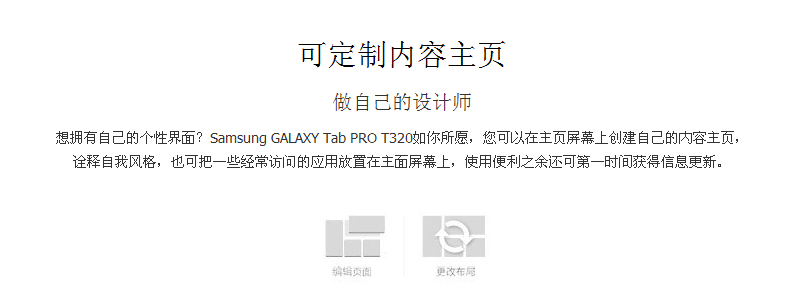 可定制内容主页
做自己的设计师
想拥有自己的个性界面？Samsung GALAXY Tab PRO T320如你所愿，您可以在主页屏幕上创建自己的内容主页，
诠释自我风格，也可把一些经常访问的应用放置在主面屏幕上，使用便利之余还可第一时间获得信息更新。
编辑页面
更改布局